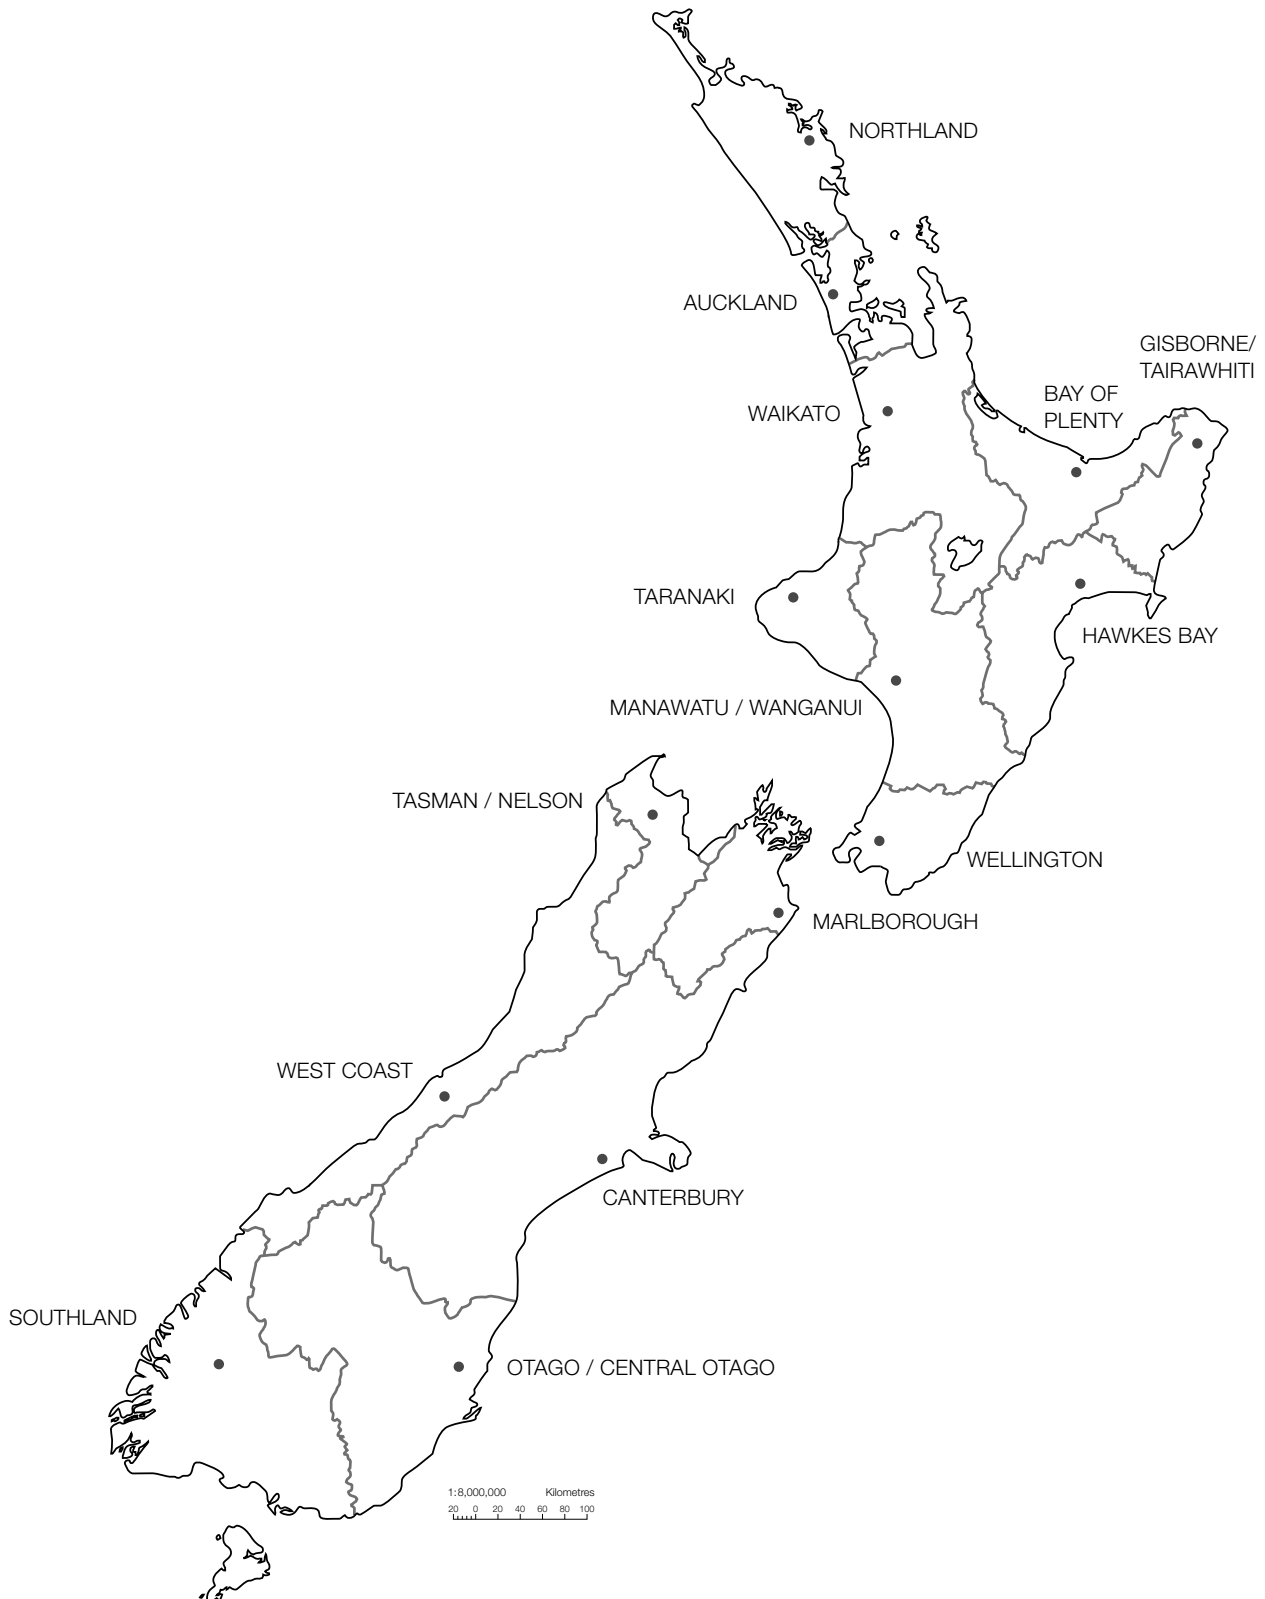 NORTHLAND
AUCKLAND
GISBORNE/
TAIRAWHITI
BAY OF
PLENTY
WAIKATO
TARANAKI
HAWKES BAY
MANAWATU / WANGANUI
TASMAN / NELSON
WELLINGTON
MARLBOROUGH
WEST COAST
CANTERBURY
SOUTHLAND
OTAGO / CENTRAL OTAGO
1:8,000,000 Kilometres
20 0 20 40 60 80 100